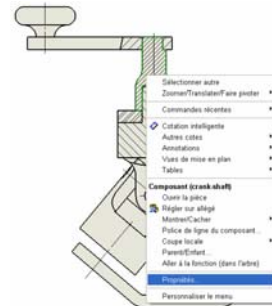 Sélectionner autre
Zoomer/Translater/Faire pivoter
Commandes récentes
Cotation intelligente
Autres cotes
Annotations
Vues de mise en plan
Tables
Composant (crank-shaft)
Ouvrir la pièce
Régler sur allégé
Montrer/Cacher
Police de ligne du composant...
Coupe locale
Parent/Enfant...
Aller à la fonction (dans l'arbre)
Propriétés...
Personnaliser le menu